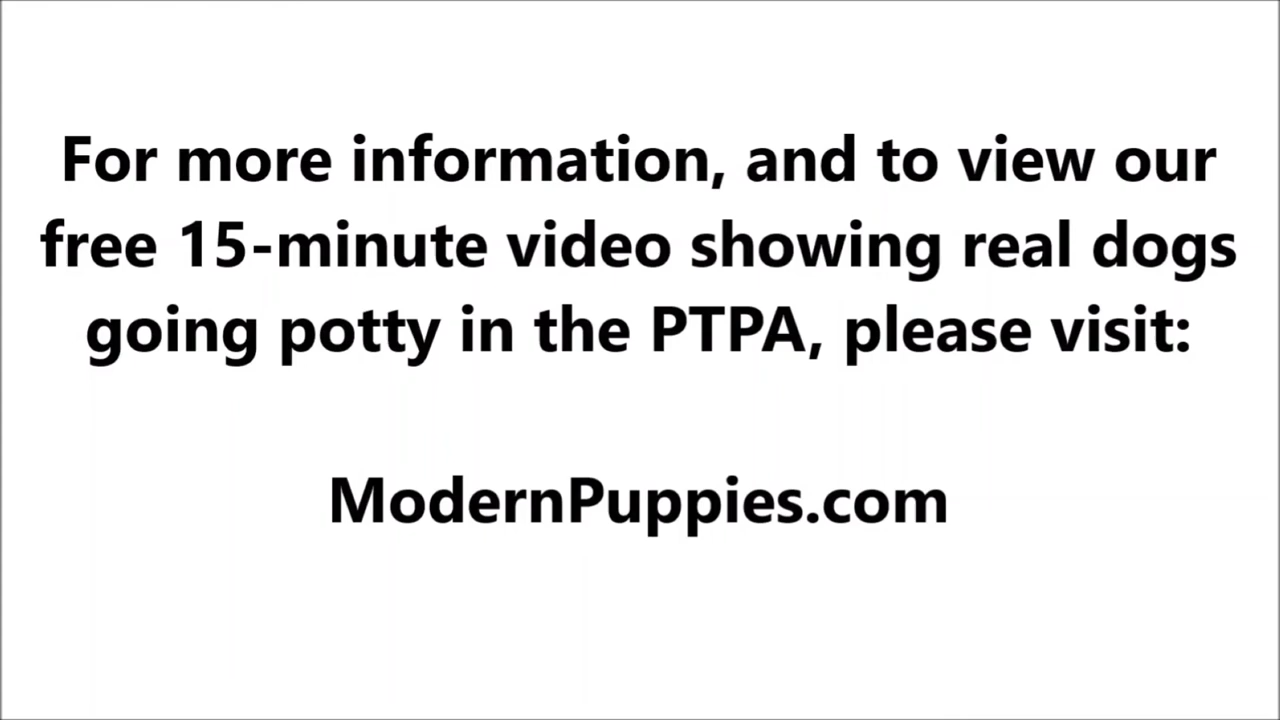 For more information, and to view our
free 15-minute video showing real dogs
going potty in the PTPA, please visit:
ModernPuppies.com